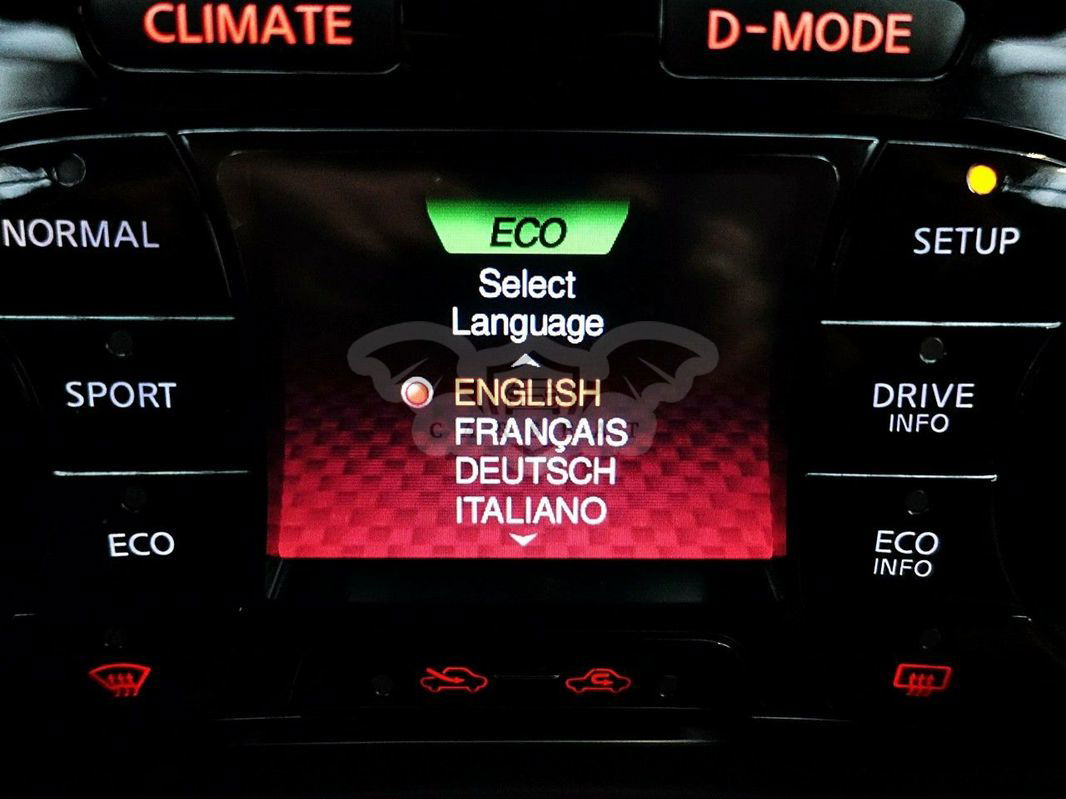 CLIMATE
D-MODE
NORMAL
SETUP
ECO
Select
Language
SPORT
DRIVE
INFO
ENGLISH
FRANÇAIS
DEUTSCH
ITALIANO
ECO
ECO
INFO